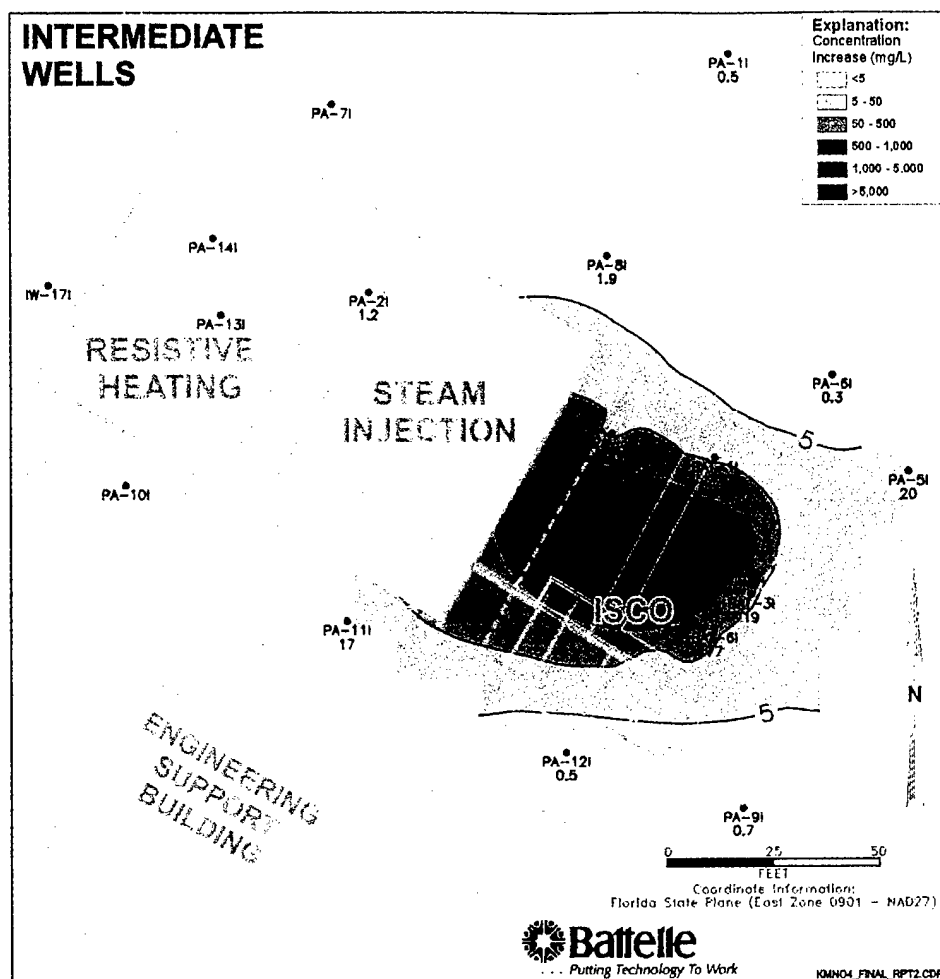 INTERMEDIATE
WELLS
Explanation:
Concentration
Increase (mg/L)
<5
5 - 50
50 - 500
500 - 1,000
1,000 - 5,000
>5,000
PA-1I
0.5
PA-7I
PA-14I
PA-8I
1.9
IW-17I
PA-2I
1.2
PA-13I
RESISTIVE
HEATING
STEAM
INJECTION
PA-6I
0.3
5
PA-5I
20
PA-10I
ISCO
PA-11I
17
N
5
ENGINEERING
SUPPORT
BUILDING
PA-12I
0.5
PA-9I
0.7
0 25 50
FEET
Coordinate Information:
Florida State Plane (East Zone 0901 - NAD27)
Battelle
... Putting Technology To Work
KMNO4_FINAL_RPT2.CDR